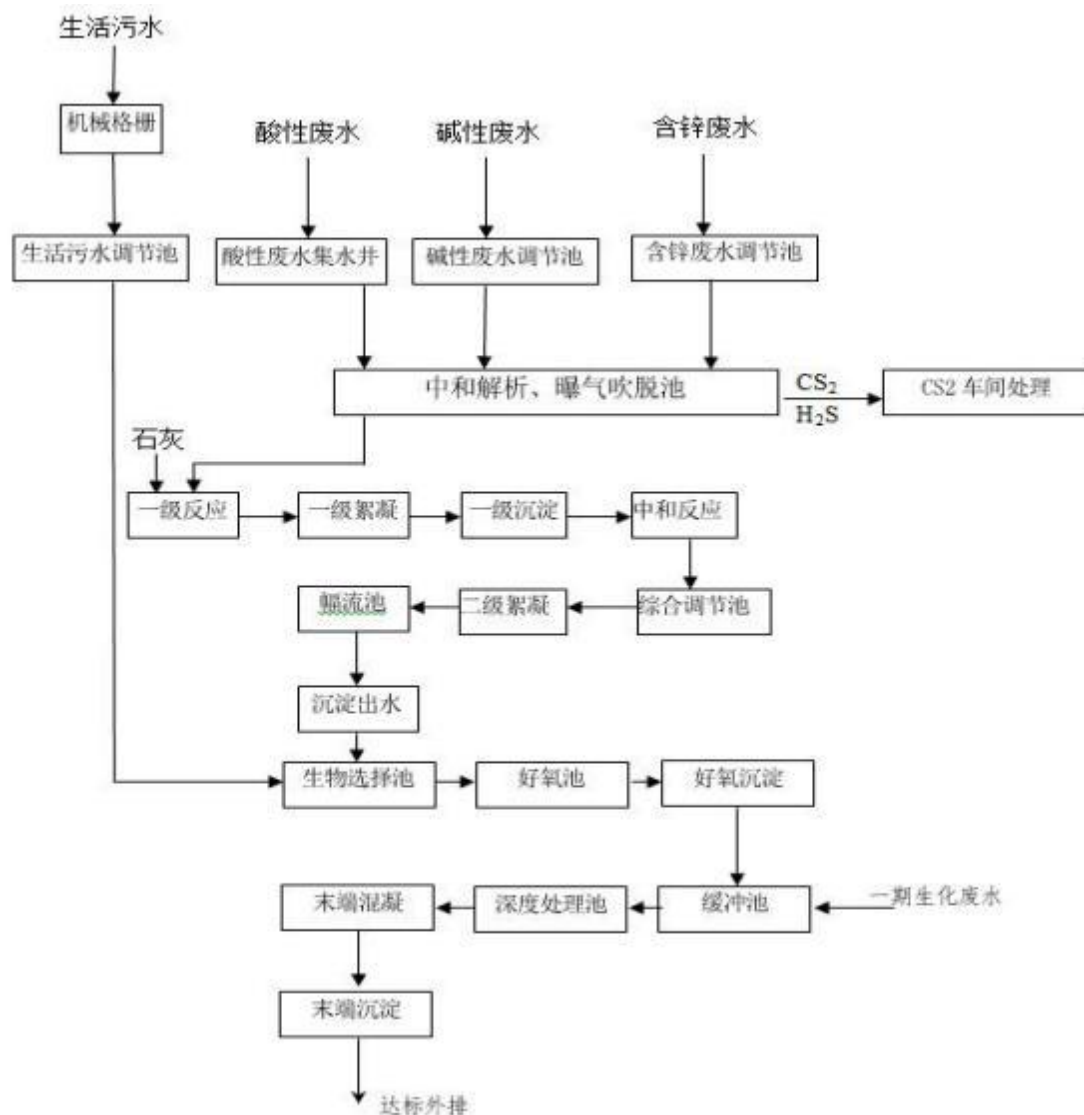 生活污水
机械格栅
酸性废水
碱性废水
含锌废水
生活污水调节池
酸性废水集水井
碱性废水调节池
含锌废水调节池
中和解析、曝气吹脱池
CS₂
H₂S
CS2 车间处理
石灰
一级反应
一级絮凝
一级沉淀
中和反应
幅流池
二级絮凝
综合调节池
沉淀出水
生物选择池
好氧池
好氧沉淀
末端混凝
深度处理池
缓冲池
一期生化废水
末端沉淀
达标外排